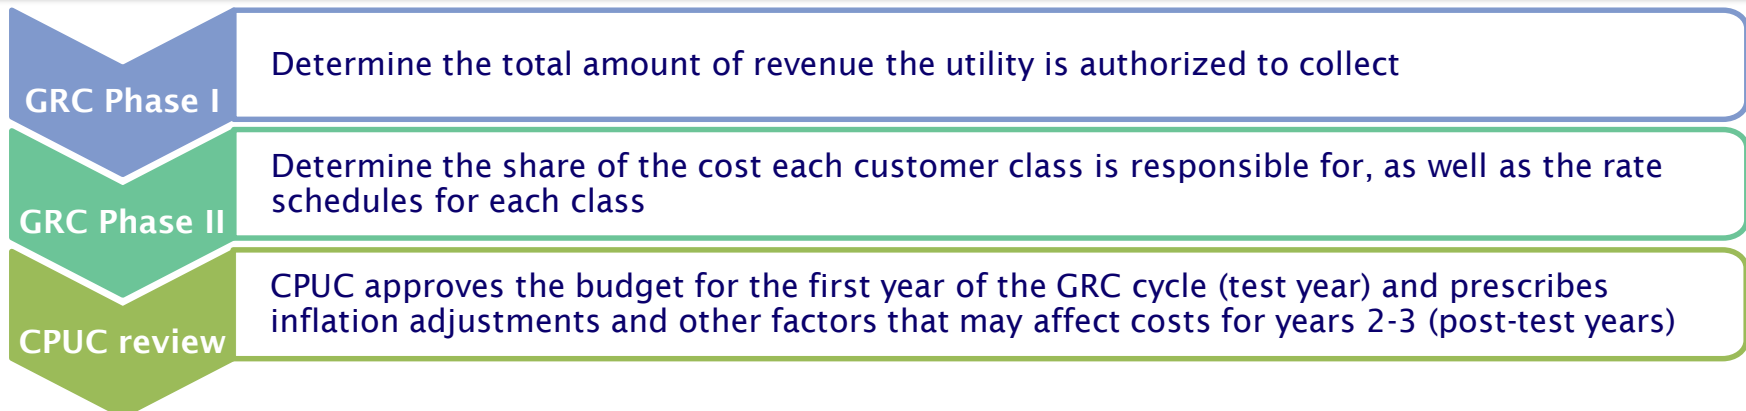 GRC Phase I
Determine the total amount of revenue the utility is authorized to collect
GRC Phase II
Determine the share of the cost each customer class is responsible for, as well as the rate
schedules for each class
CPUC review
CPUC approves the budget for the first year of the GRC cycle (test year) and prescribes
inflation adjustments and other factors that may affect costs for years 2-3 (post-test years)